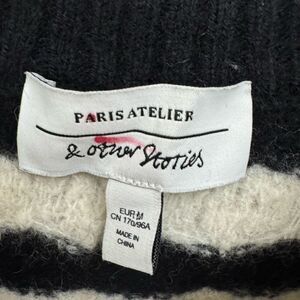 PARIS ATELIER
& other Stories
EUR M
CN 170/96A
MADE IN
CHINA